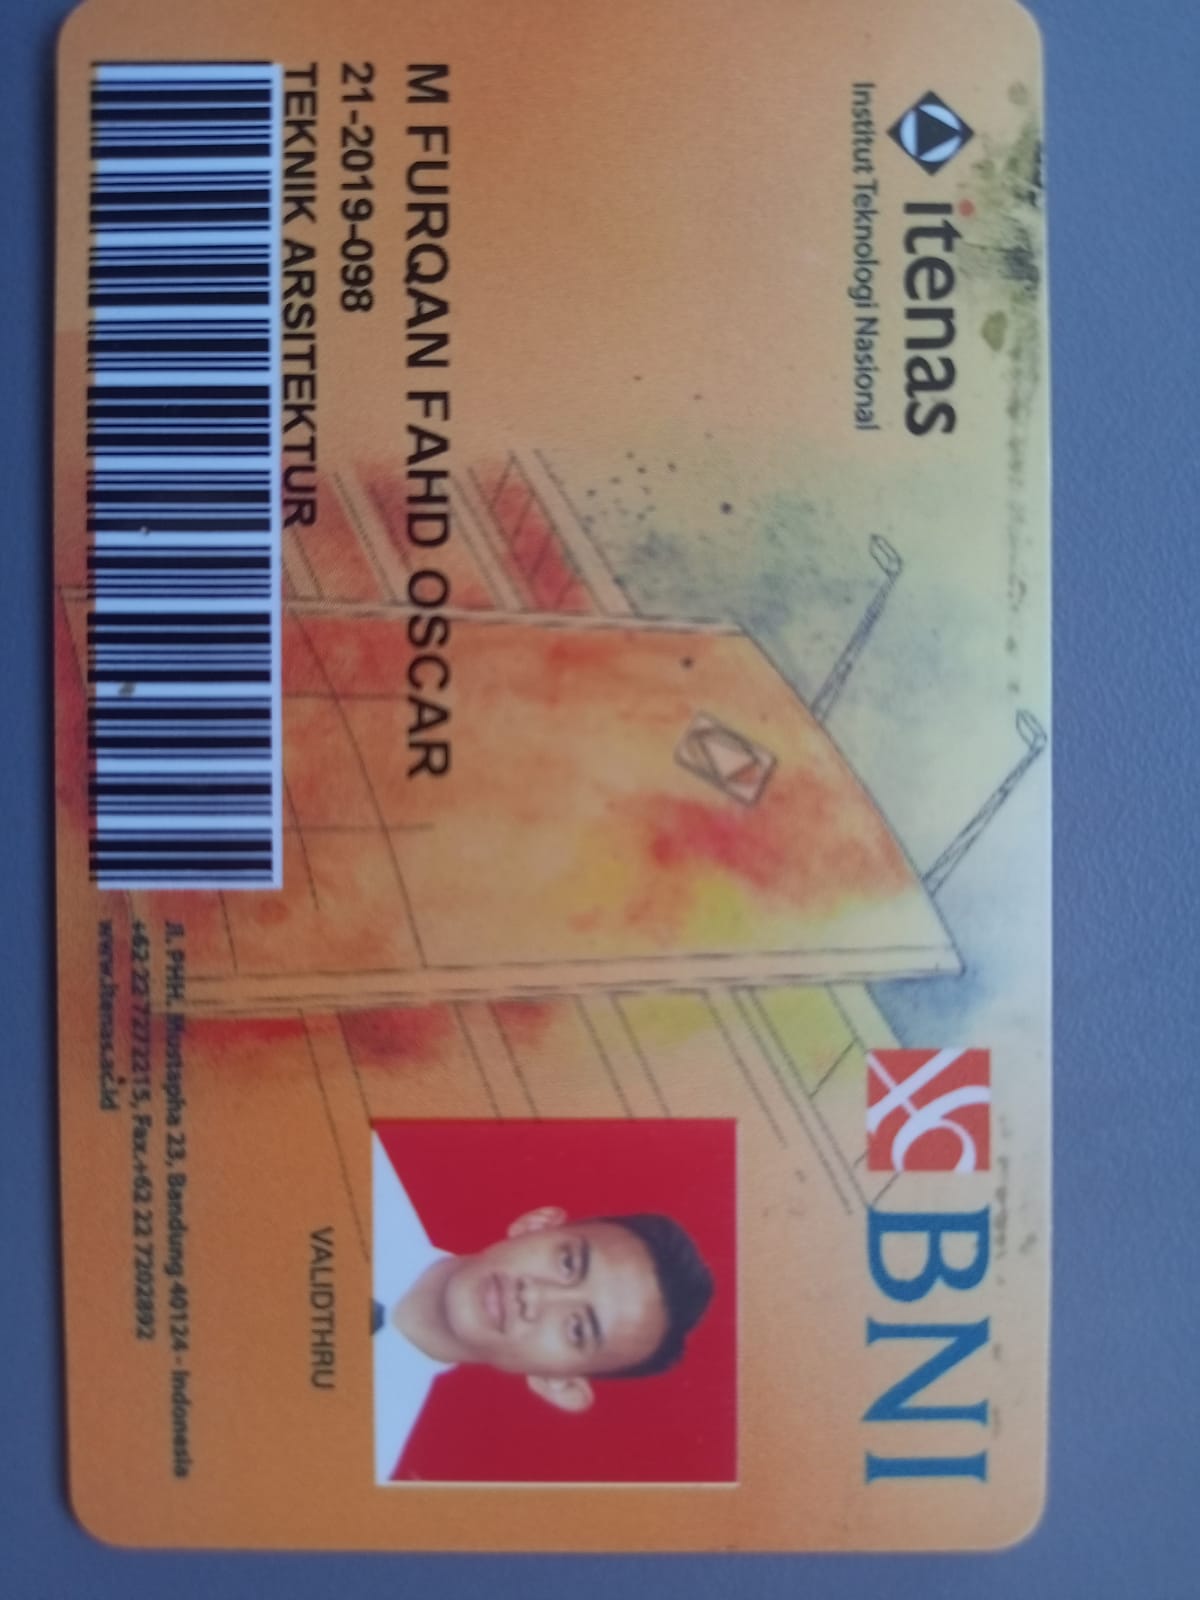 itenas
Institut Teknologi Nasional
BNI
M FURQAN FAHD OSCAR
21-2019-098
TEKNIK ARSITEKTUR
VALIDTHRU
Jl. PHH. Mustapha 23, Bandung 40124 - Indonesia
+62 22 7272215, Fax.+62 22 7202892
www.itenas.ac.id